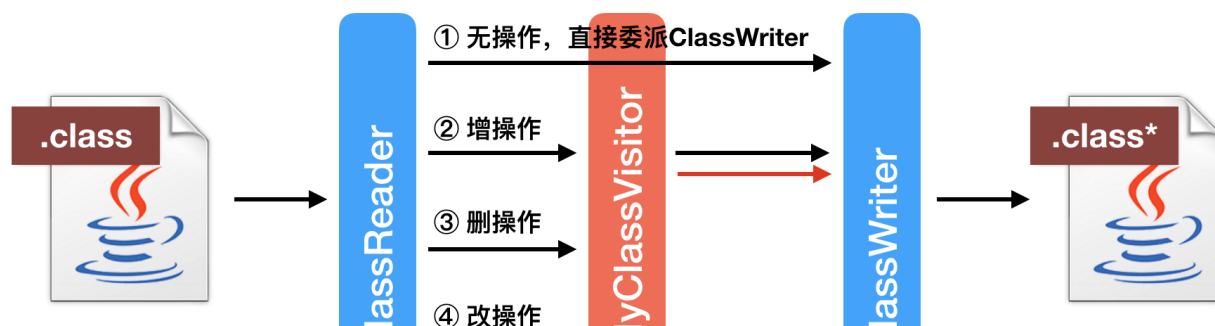 ① 无操作，直接委派ClassWriter
.class
② 增操作
.class*
③ 删操作
④ 改操作
lassReader
yClassVisitor
lassWriter